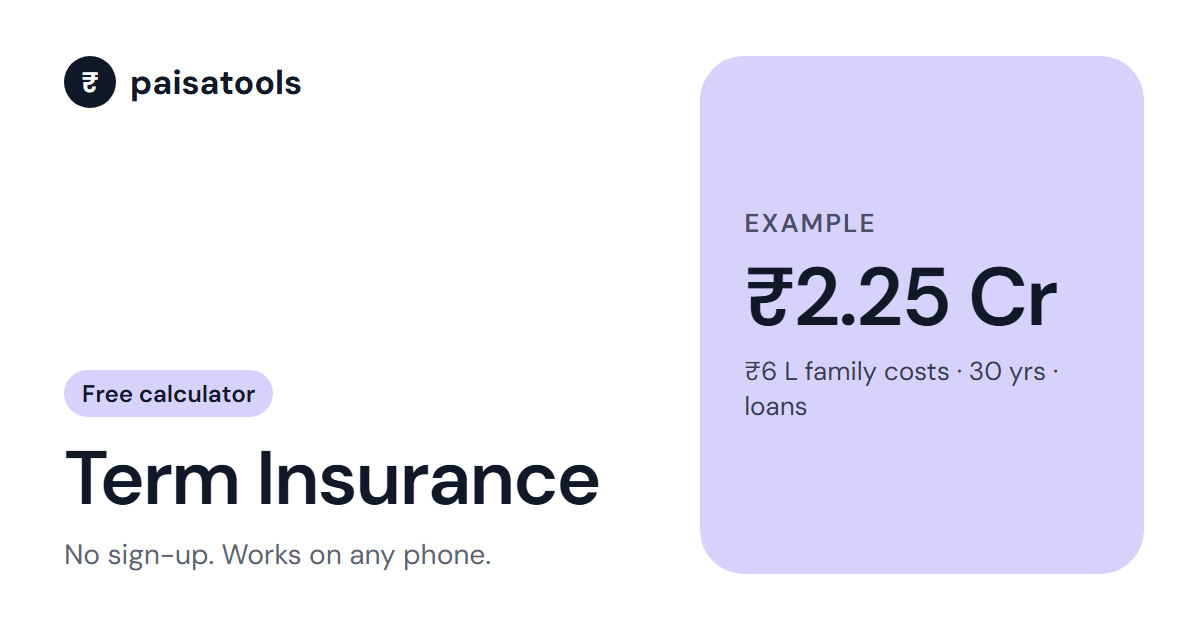 ₹ paisatools
Free calculator
Term Insurance
No sign-up. Works on any phone.
EXAMPLE
₹2.25 Cr
₹6 L family costs · 30 yrs ·
loans